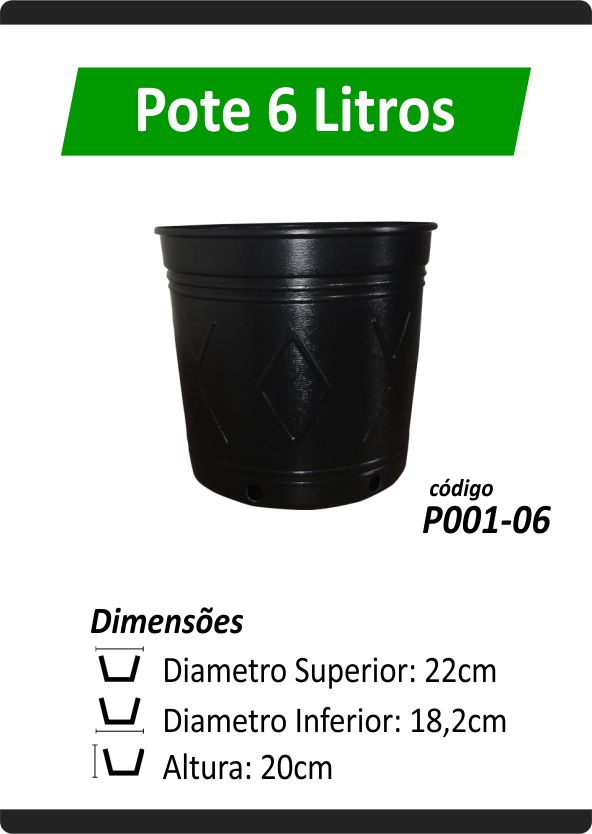 Pote 6 Litros
código
P001-06
Dimensões
Diametro Superior: 22cm
Diametro Inferior: 18,2cm
Altura: 20cm